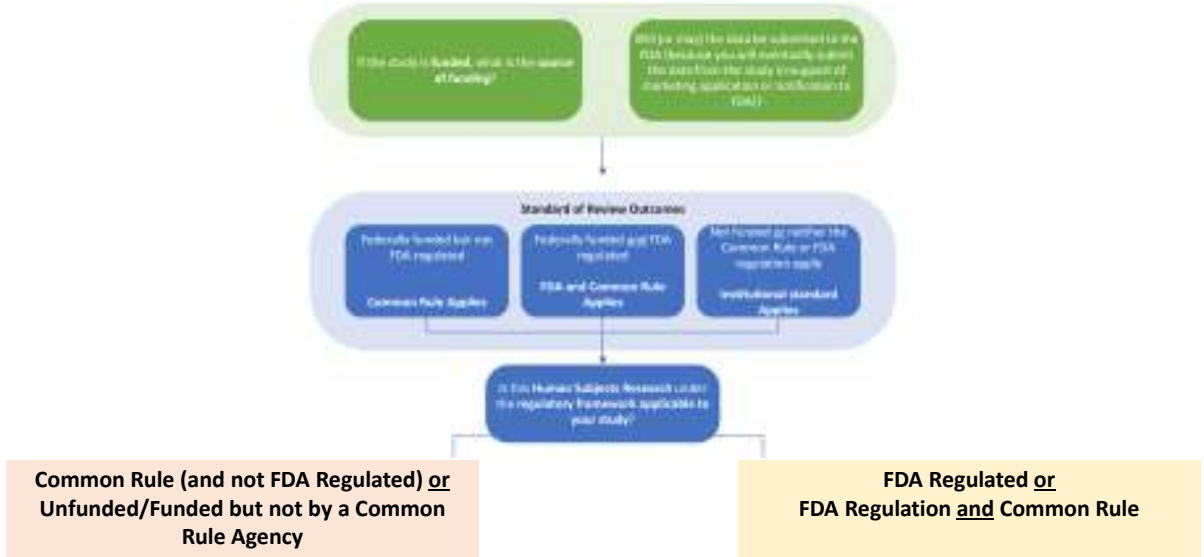 If the study is funded, what is the source
of funding?
Will (or may) the data be submitted to the
FDA (because you will eventually submit
the data from the study in support of
marketing application or notification to
Standard of Review Outcomes
Federally funded but not
FDA regulated
Common Rule Applies
Federally funded and FDA
regulated
FDA and Common Rule
Applies
Not funded or neither the
Common Rule or FDA
regulation apply
Institutional standard
Applies
Is this Human Subjects Research under
the regulatory framework applicable to
your study?
Common Rule (and not FDA Regulated) or
Unfunded/Funded but not by a Common
Rule Agency
FDA Regulated or
FDA Regulation and Common Rule